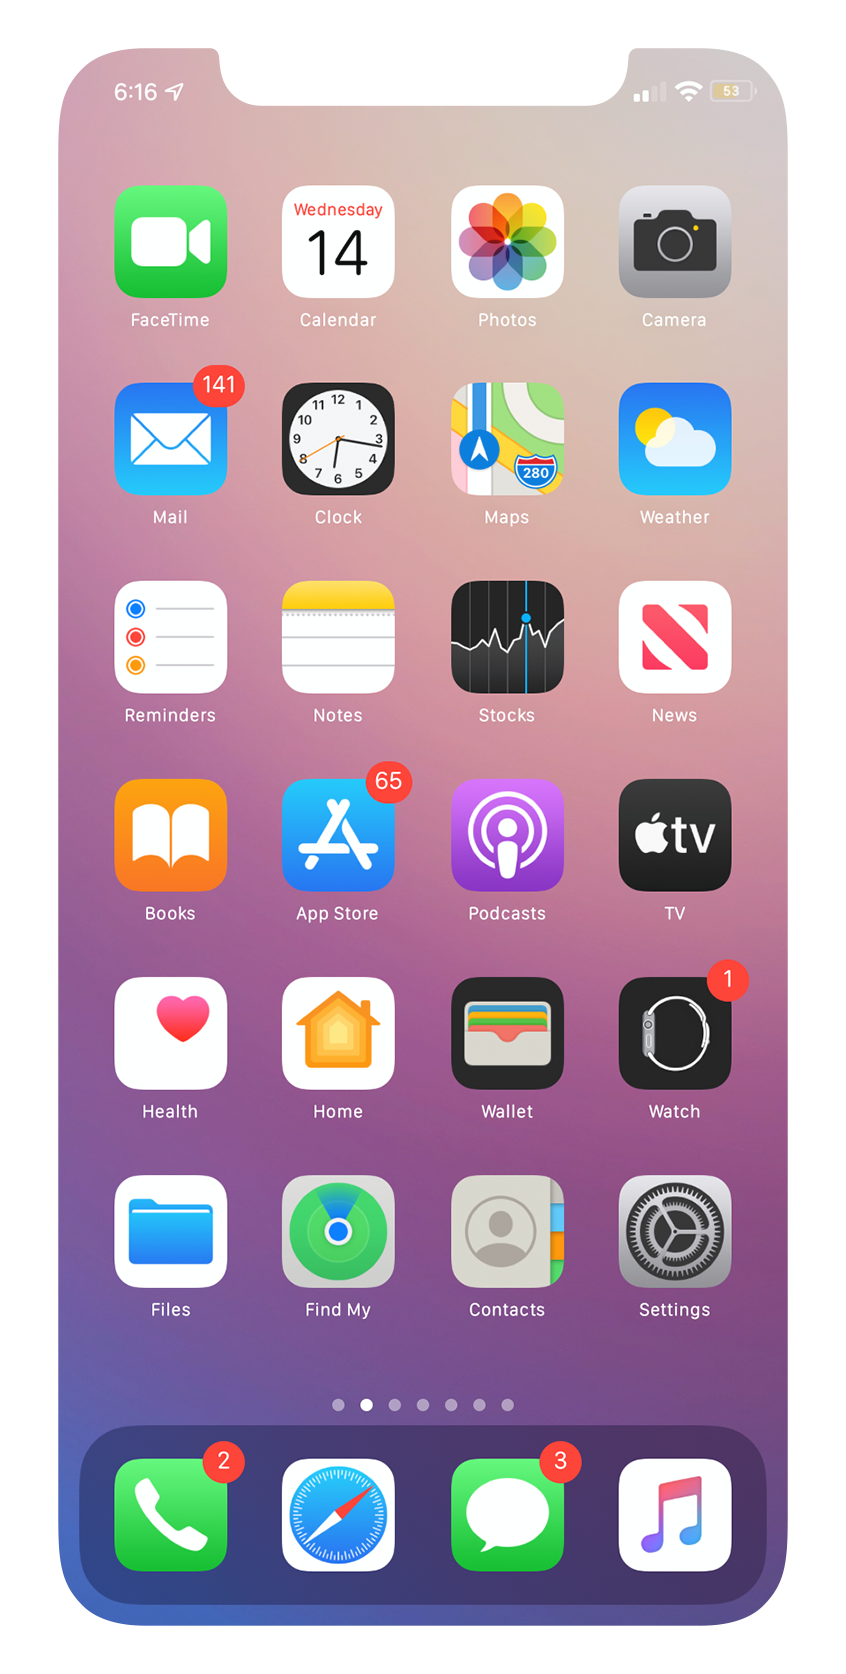 6:16
53
Wednesday
14
FaceTime
Calendar
Photos
Camera
141
12
11
1
10
2
9
3
8
4
7
5
6
280
Mail
Clock
Maps
Weather
Reminders
Notes
Stocks
News
65
tv
Books
App Store
Podcasts
TV
1
Health
Home
Wallet
Watch
Files
Find My
Contacts
Settings
2
3